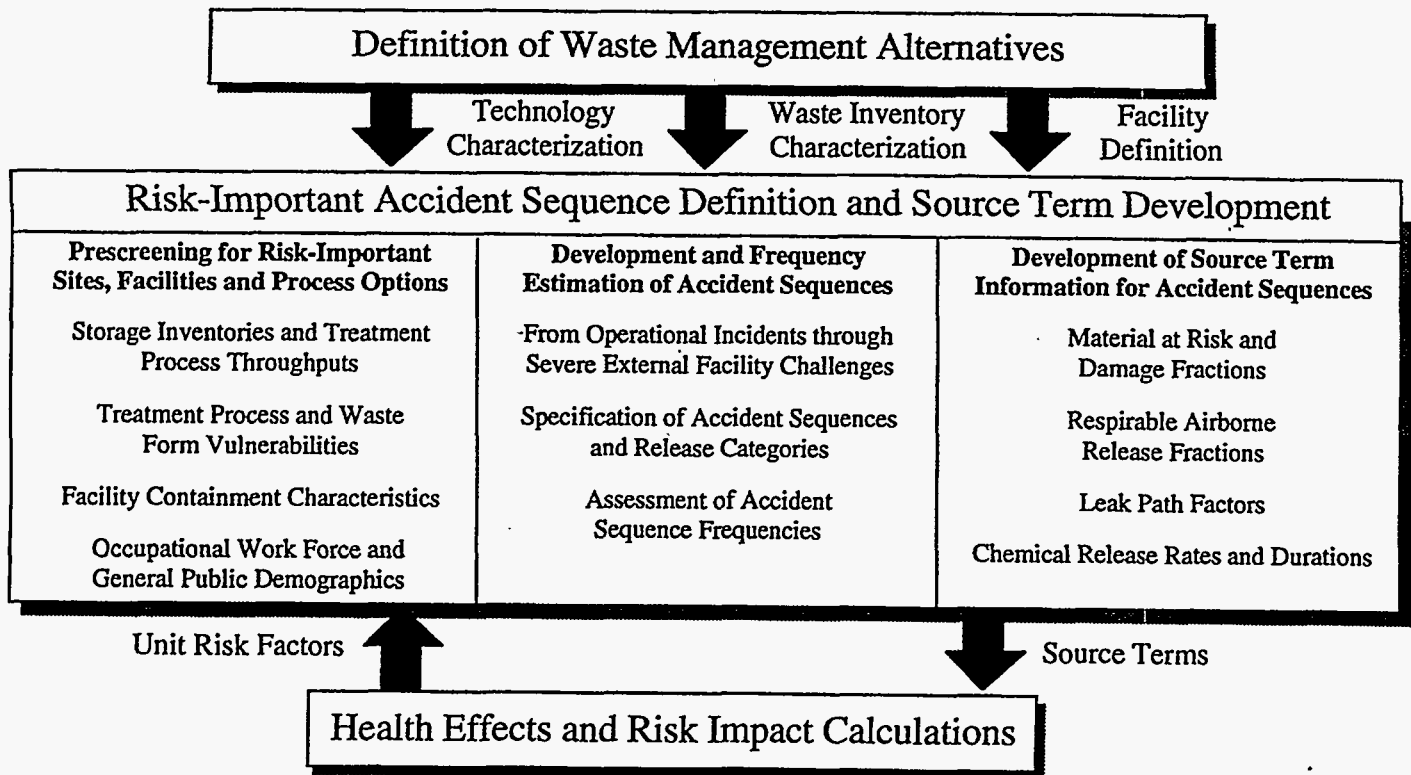 Definition of Waste Management Alternatives
Technology
Characterization
Waste Inventory
Characterization
Facility
Definition
Risk-Important Accident Sequence Definition and Source Term Development
Prescreening for Risk-Important
Sites, Facilities and Process Options
Storage Inventories and Treatment
Process Throughputs
Treatment Process and Waste
Form Vulnerabilities
Facility Containment Characteristics
Occupational Work Force and
General Public Demographics
Development and Frequency
Estimation of Accident Sequences
From Operational Incidents through
Severe External Facility Challenges
Specification of Accident Sequences
and Release Categories
Assessment of Accident
Sequence Frequencies
Development of Source Term
Information for Accident Sequences
Material at Risk and
Damage Fractions
Respirable Airborne
Release Fractions
Leak Path Factors
Chemical Release Rates and Durations
Unit Risk Factors
Source Terms
Health Effects and Risk Impact Calculations